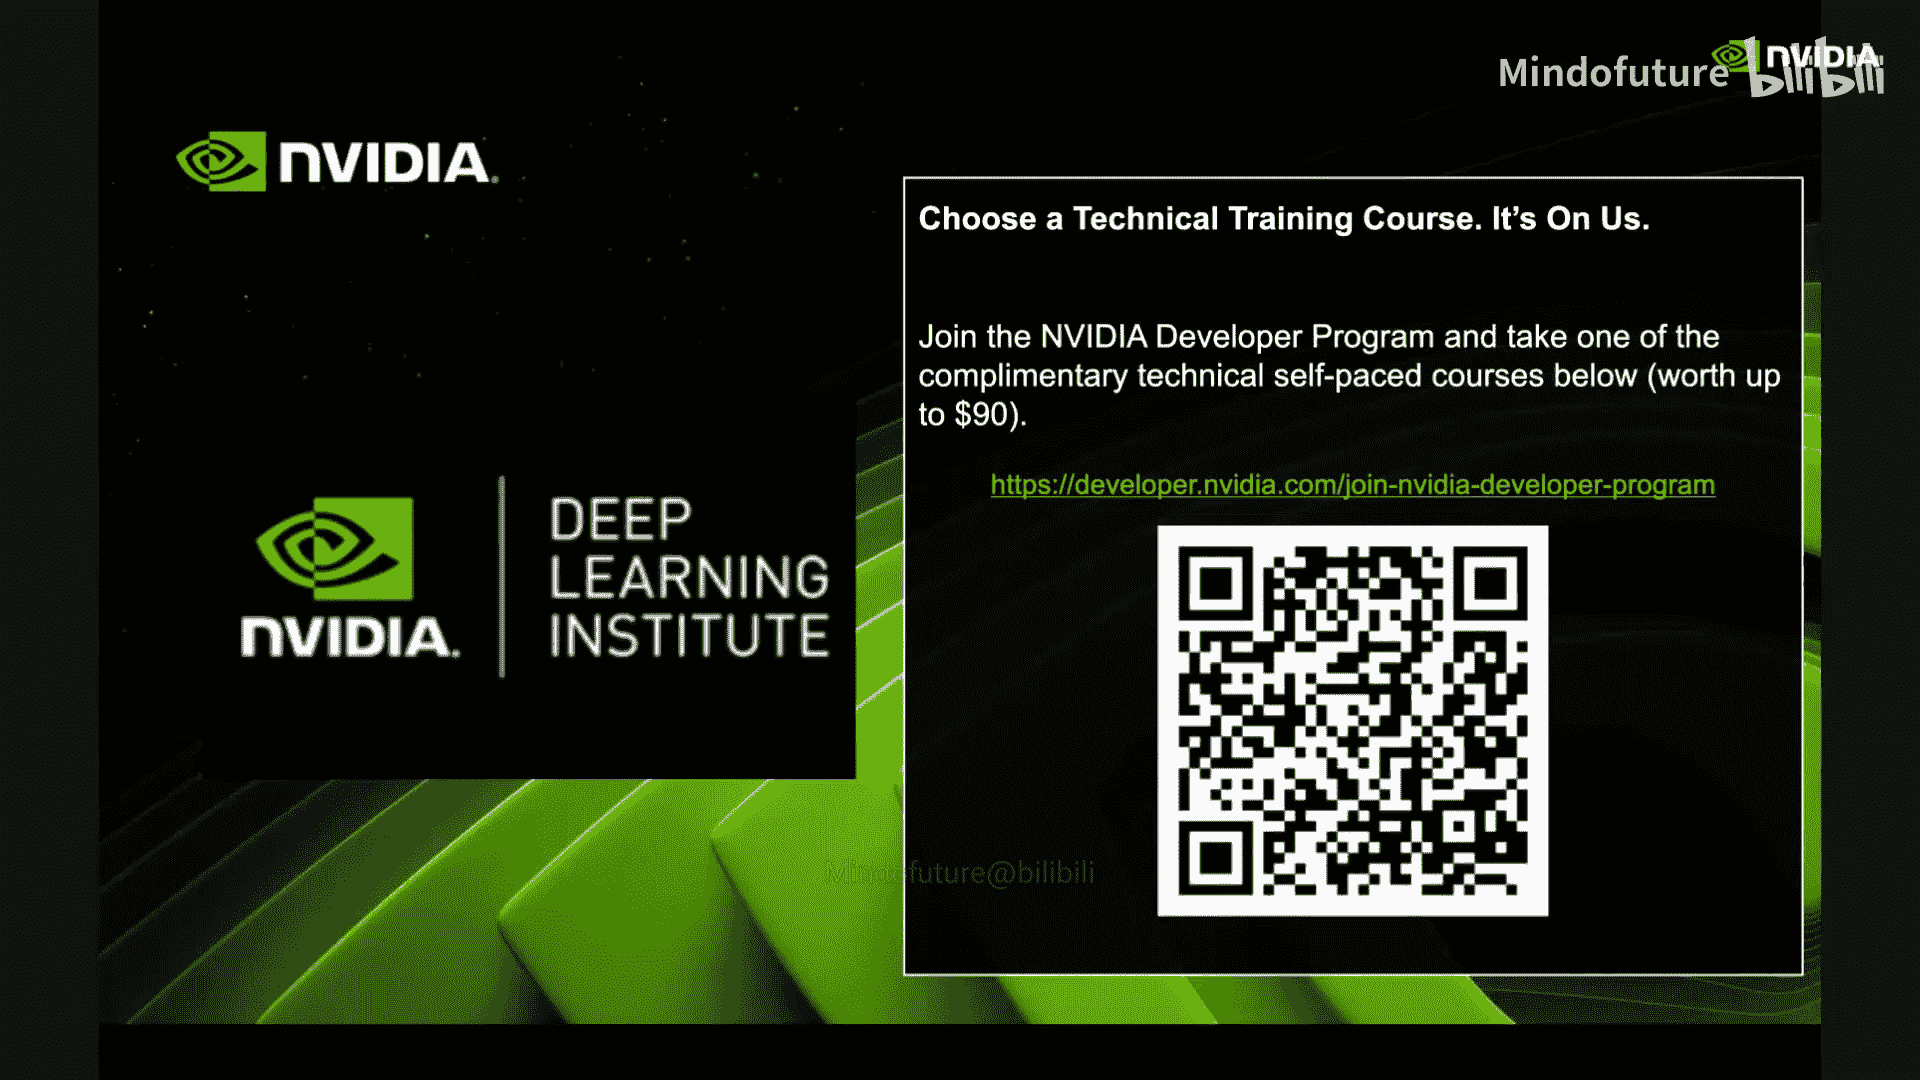 Mindofuture bilibili
NVIDIA
NVIDIA.
Choose a Technical Training Course. It's On Us.
Join the NVIDIA Developer Program and take one of the
complimentary technical self-paced courses below (worth up
to $90).
https://developer.nvidia.com/join-nvidia-developer-program
NVIDIA.
DEEP
LEARNING
INSTITUTE
Mindofuture@bilibili